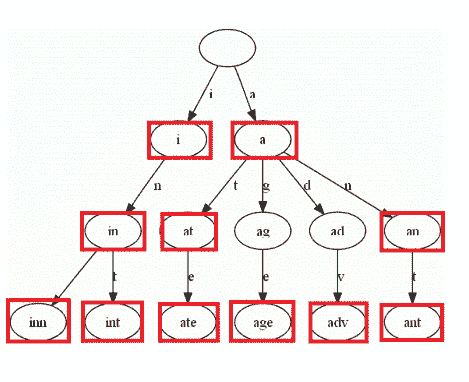 i a
i a
n t g d n
in at ag ad an
t e e v t
inn int ate age adv ant